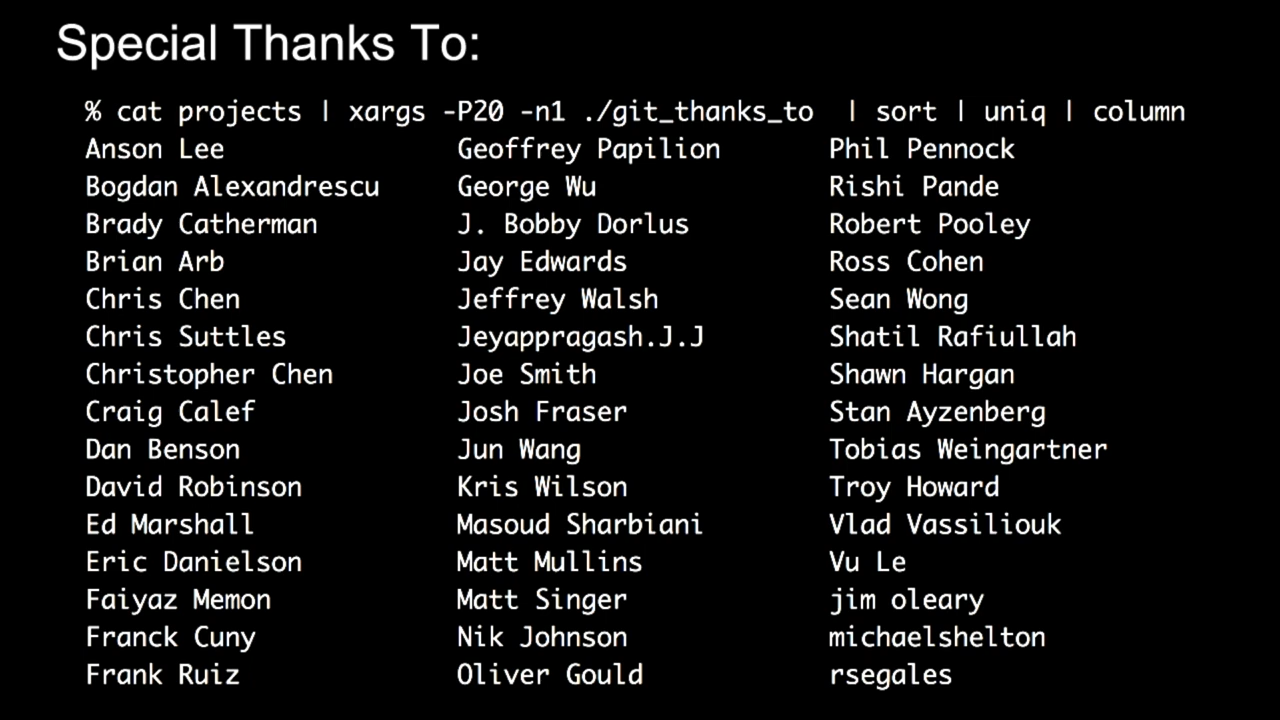 Special Thanks To:
% cat projects | xargs -P20 -n1 ./git_thanks_to  | sort | uniq | column
Anson Lee Geoffrey Papilion Phil Pennock
Bogdan Alexandrescu George Wu Rishi Pande
Brady Catherman J. Bobby Dorlus Robert Pooley
Brian Arb Jay Edwards Ross Cohen
Chris Chen Jeffrey Walsh Sean Wong
Chris Suttles Jeyappragash.J.J Shatil Rafiullah
Christopher Chen Joe Smith Shawn Hargan
Craig Calef Josh Fraser Stan Ayzenberg
Dan Benson Jun Wang Tobias Weingartner
David Robinson Kris Wilson Troy Howard
Ed Marshall Masoud Sharbiani Vlad Vassiliouk
Eric Danielson Matt Mullins Vu Le
Faiyaz Memon Matt Singer jim oleary
Franck Cuny Nik Johnson michaelshelton
Frank Ruiz Oliver Gould rsegales